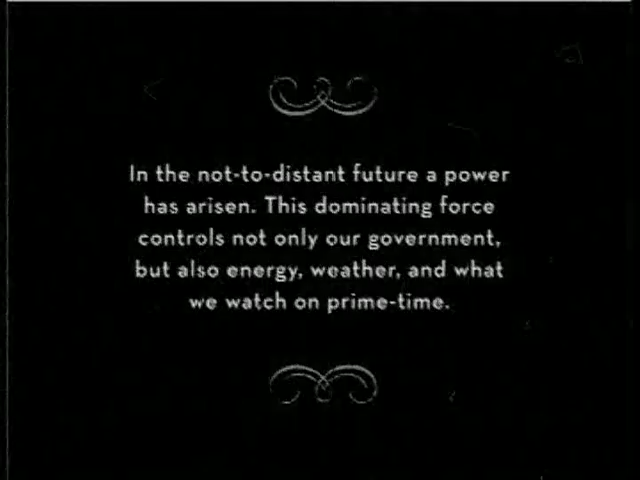 In the not-to-distant future a power
has arisen. This dominating force
controls not only our government,
but also energy, weather, and what
we watch on prime-time.